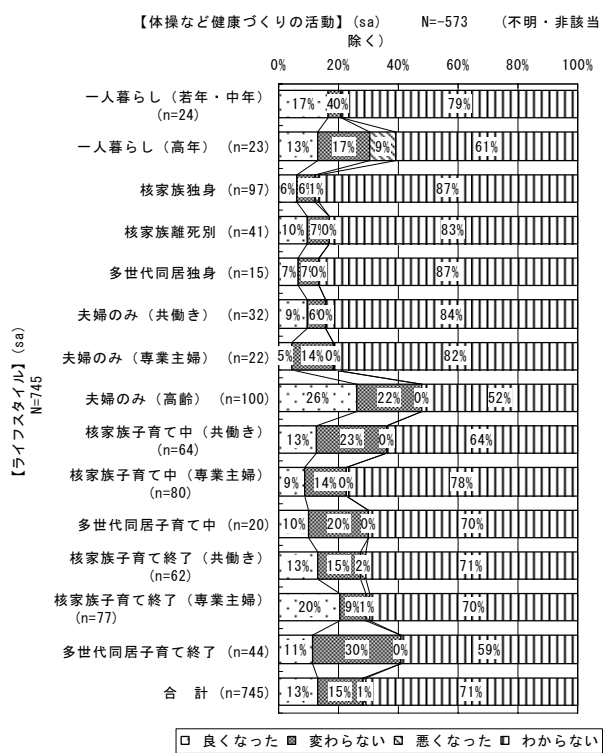 【体操など健康づくりの活動】(sa) N=-573 (不明・非該当
除く)
0% 20% 40% 60% 80% 100%
一人暮らし(若年・中年)
(n=24)
17% 4 0% 79%
一人暮らし(高年) (n=23) 13% 17% 9% 61%
核家族独身 (n=97) 6% 6% 1% 87%
核家族離死別 (n=41) 10% 7% 0% 83%
多世代同居独身 (n=15) 7% 7% 0% 87%
夫婦のみ(共働き) (n=32) 9% 6% 0% 84%
夫婦のみ(専業主婦) (n=22) 5% 14% 0% 82%
夫婦のみ(高齢) (n=100) 26% 22% 0% 52%
核家族子育て中(共働き)
(n=64)
13% 23% 0% 64%
核家族子育て中(専業主婦)
(n=80)
9% 14% 0% 78%
多世代同居子育て中 (n=20) 10% 20% 0% 70%
核家族子育て終了(共働き)
(n=62)
13% 15% 2% 71%
核家族子育て終了(専業主婦)
(n=77)
20% 9% 1% 70%
多世代同居子育て終了 (n=44) 11% 30% 0% 59%
合 計 (n=745) 13% 15% 1% 71%
【ライフスタイル】(sa)
N=745
良くなった 変わらない 悪くなった わからない